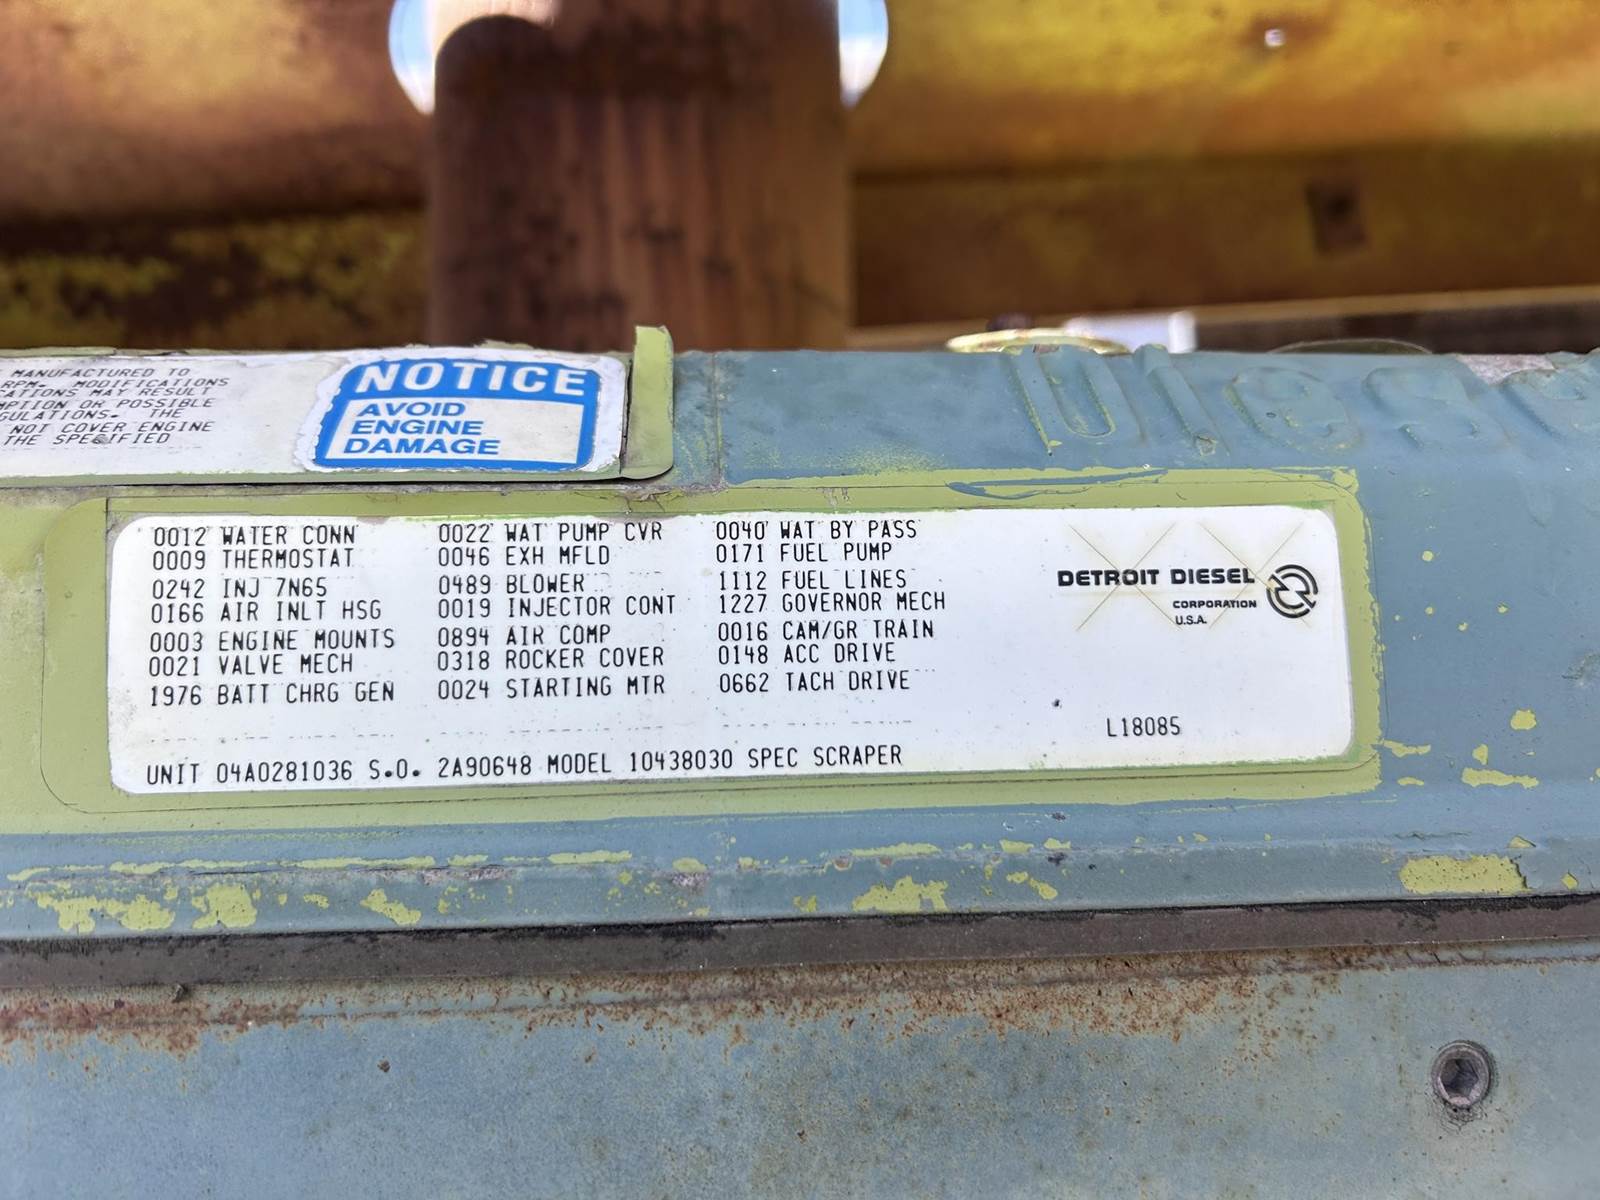 MANUFACTURED TO
RPM. MODIFICATIONS
MAY RESULT
OR POSSIBLE
THE
NOT COVER ENGINE
THE SPECIFIED
NOTICE
AVOID
ENGINE
DAMAGE
Diese
0012 WATER CONN 0022 WAT PUMP CVR 0040 WAT BY PASS
0009 THERMOSTAT 0046 EXH MFLD 0171 FUEL PUMP
0242 INJ 7N65 0489 BLOWER 1112 FUEL LINES
0166 AIR INLT HSG 0019 INJECTOR CONT 1227 GOVERNOR MECH
0003 ENGINE MOUNTS 0894 AIR COMP 0016 CAM/GR TRAIN
0021 VALVE MECH 0318 ROCKER COVER 0148 ACC DRIVE
1976 BATT CHRG GEN 0024 STARTING MTR 0662 TACH DRIVE
DETROIT DIESEL
CORPORATION
U.S.A.
L18085
UNIT 04A0281036 S.O. 2A90648 MODEL 10438030 SPEC SCRAPER